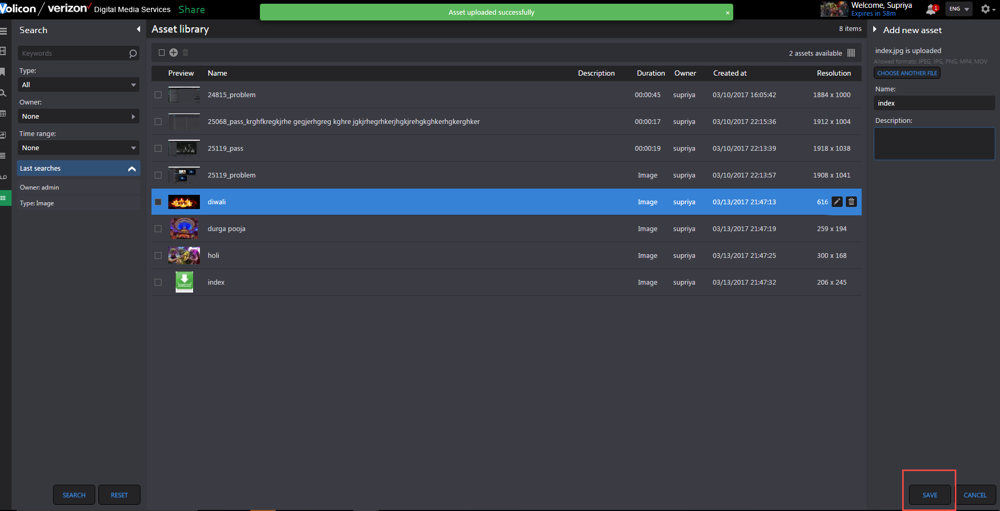 Volicon verizon Digital Media Services Share
Asset uploaded successfully ×
Welcome, Supriya
Expires in 58m
1
ENG
Search
Keywords
Type:
All
Owner:
None
Time range:
None
Last searches
Owner: admin
Type: Image
SEARCH RESET
Asset library 8 items
2 assets available
Preview Name Description Duration Owner Created at Resolution
24815_problem 00:00:45 supriya 03/10/2017 16:05:42 1884 x 1000
25068_pass_krghfkregkjrhe gegjerhgreg kghre jgkjrhegrhkerjhgkjrehgkghkerhgkerghker 00:00:17 supriya 03/10/2017 22:15:36 1912 x 1004
25119_pass 00:00:19 supriya 03/10/2017 22:13:39 1918 x 1038
25119_problem Image supriya 03/10/2017 22:13:57 1908 x 1041
diwali Image supriya 03/13/2017 21:47:13 616
durga pooja Image supriya 03/13/2017 21:47:19 259 x 194
holi Image supriya 03/13/2017 21:47:25 300 x 168
DOWNLOAD
index Image supriya 03/13/2017 21:47:32 206 x 245
Add new asset
index.jpg is uploaded
Allowed formats: JPEG, JPG, PNG, MP4, MOV
CHOOSE ANOTHER FILE
Name:
index
Description:
SAVE CANCEL